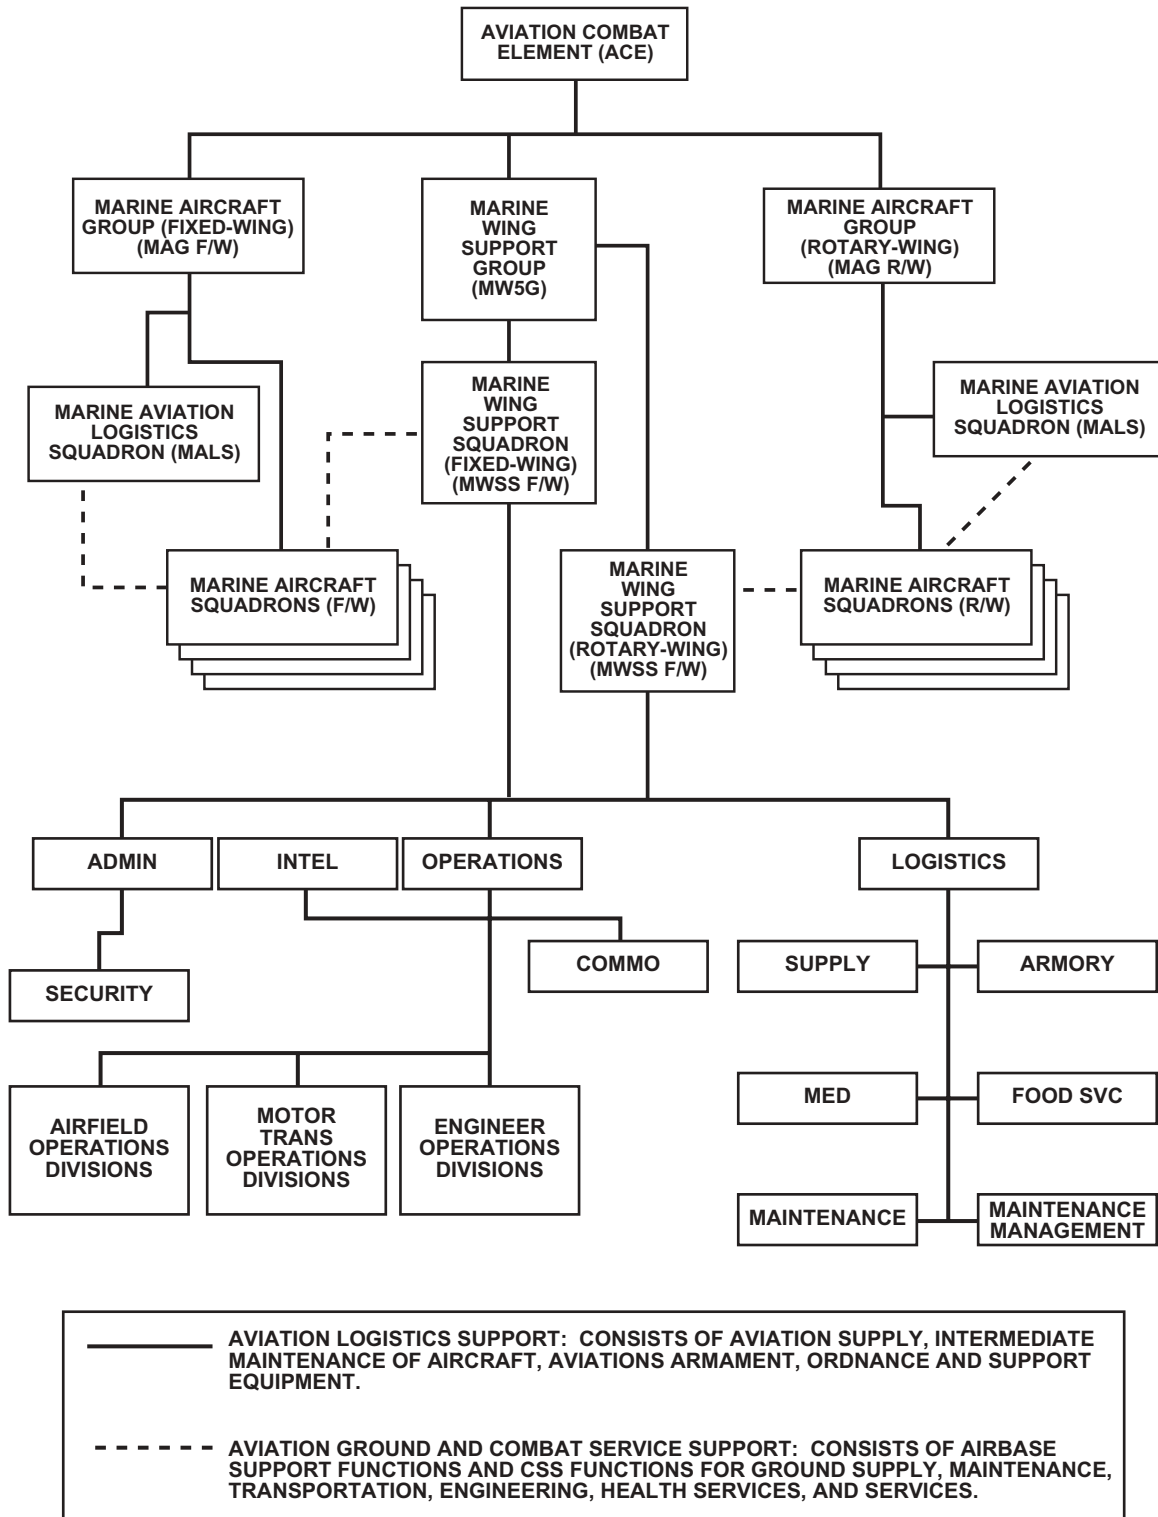 AVIATION COMBAT
ELEMENT (ACE)
MARINE AIRCRAFT
GROUP (FIXED-WING)
(MAG F/W)
MARINE
WING
SUPPORT
GROUP
(MW5G)
MARINE AIRCRAFT
GROUP
(ROTARY-WING)
(MAG R/W)
MARINE AVIATION
LOGISTICS
SQUADRON (MALS)
MARINE
WING
SUPPORT
SQUADRON
(FIXED-WING)
(MWSS F/W)
MARINE AVIATION
LOGISTICS
SQUADRON (MALS)
MARINE AIRCRAFT
SQUADRONS (F/W)
MARINE
WING
SUPPORT
SQUADRON
(ROTARY-WING)
(MWSS F/W)
MARINE AIRCRAFT
SQUADRONS (R/W)
ADMIN
INTEL
OPERATIONS
LOGISTICS
SECURITY
COMMO
SUPPLY
ARMORY
AIRFIELD
OPERATIONS
DIVISIONS
MOTOR
TRANS
OPERATIONS
DIVISIONS
ENGINEER
OPERATIONS
DIVISIONS
MED
FOOD SVC
MAINTENANCE
MAINTENANCE
MANAGEMENT
AVIATION LOGISTICS SUPPORT: CONSISTS OF AVIATION SUPPLY, INTERMEDIATE
MAINTENANCE OF AIRCRAFT, AVIATIONS ARMAMENT, ORDNANCE AND SUPPORT
EQUIPMENT.
AVIATION GROUND AND COMBAT SERVICE SUPPORT: CONSISTS OF AIRBASE
SUPPORT FUNCTIONS AND CSS FUNCTIONS FOR GROUND SUPPLY, MAINTENANCE,
TRANSPORTATION, ENGINEERING, HEALTH SERVICES, AND SERVICES.